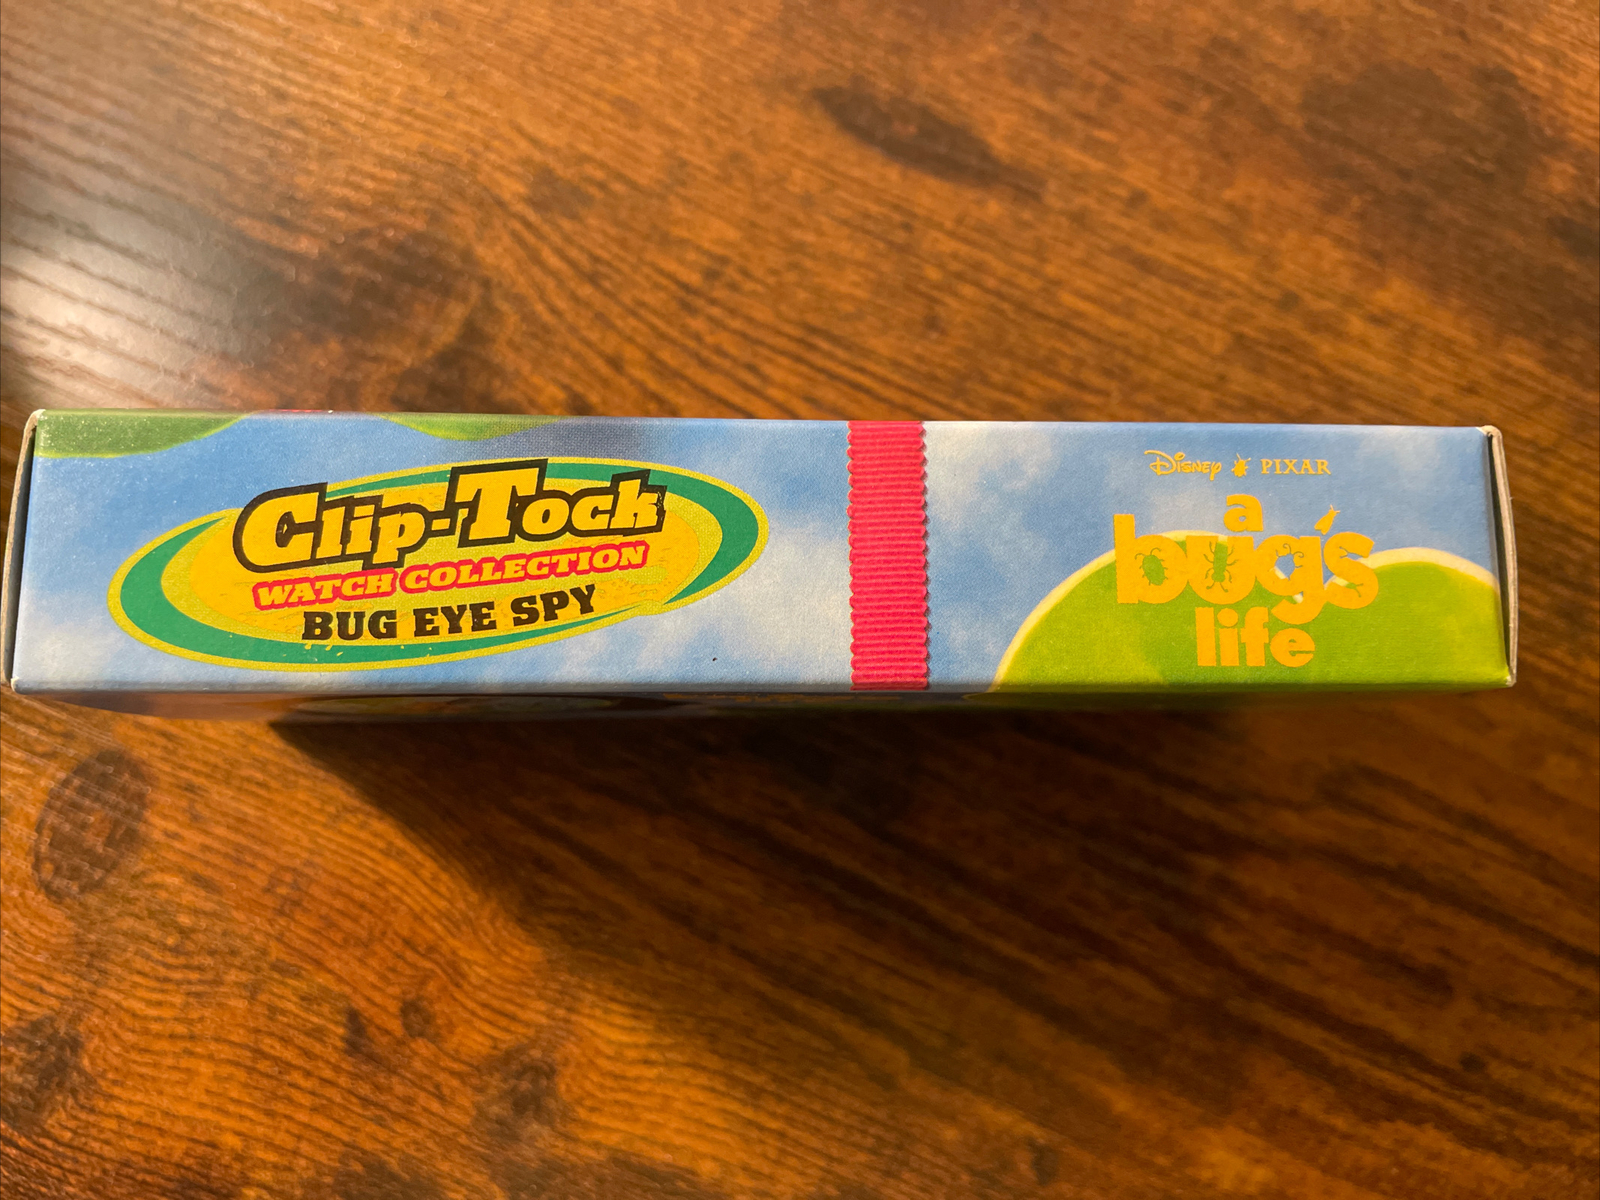 Clip-Tock
WATCH COLLECTION
BUG EYE SPY
Disney PIXAR
a
bug's
life